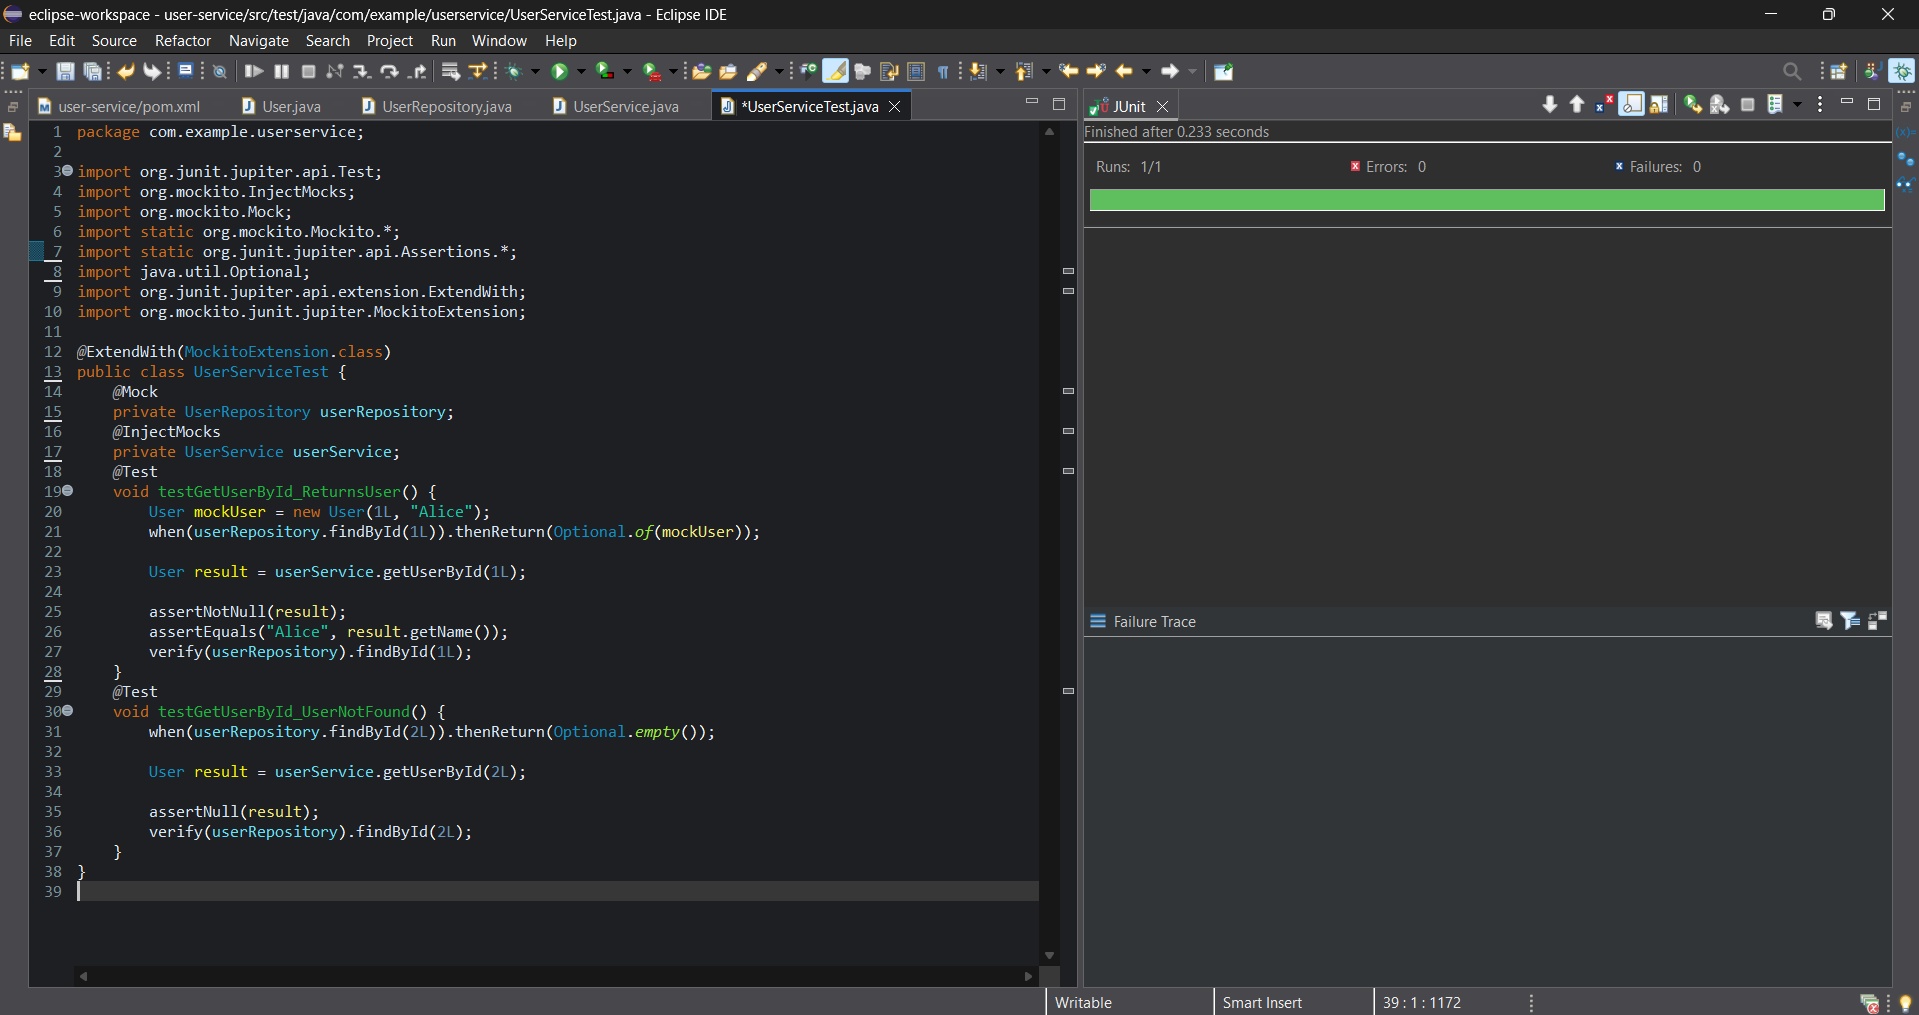 eclipse-workspace - user-service/src/test/java/com/example/userservice/UserServiceTest.java - Eclipse IDE
File Edit Source Refactor Navigate Search Project Run Window Help
user-service/pom.xml User.java UserRepository.java UserService.java *UserServiceTest.java
1 package com.example.userservice;
2
3 import org.junit.jupiter.api.Test;
4 import org.mockito.InjectMocks;
5 import org.mockito.Mock;
6 import static org.mockito.Mockito.*;
7 import static org.junit.jupiter.api.Assertions.*;
8 import java.util.Optional;
9 import org.junit.jupiter.api.extension.ExtendWith;
10 import org.mockito.junit.jupiter.MockitoExtension;
11
12 @ExtendWith(MockitoExtension.class)
13 public class UserServiceTest {
14 @Mock
15 private UserRepository userRepository;
16 @InjectMocks
17 private UserService userService;
18 @Test
19 void testGetUserById_ReturnsUser() {
20 User mockUser = new User(1L, "Alice");
21 when(userRepository.findById(1L)).thenReturn(Optional.of(mockUser));
22
23 User result = userService.getUserById(1L);
24
25 assertNotNull(result);
26 assertEquals("Alice", result.getName());
27 verify(userRepository).findById(1L);
28 }
29 @Test
30 void testGetUserById_UserNotFound() {
31 when(userRepository.findById(2L)).thenReturn(Optional.empty());
32
33 User result = userService.getUserById(2L);
34
35 assertNull(result);
36 verify(userRepository).findById(2L);
37 }
38 }
39
JUnit
Finished after 0.233 seconds
Runs: 1/1 Errors: 0 Failures: 0
Failure Trace
Writable Smart Insert 39 : 1 : 1172